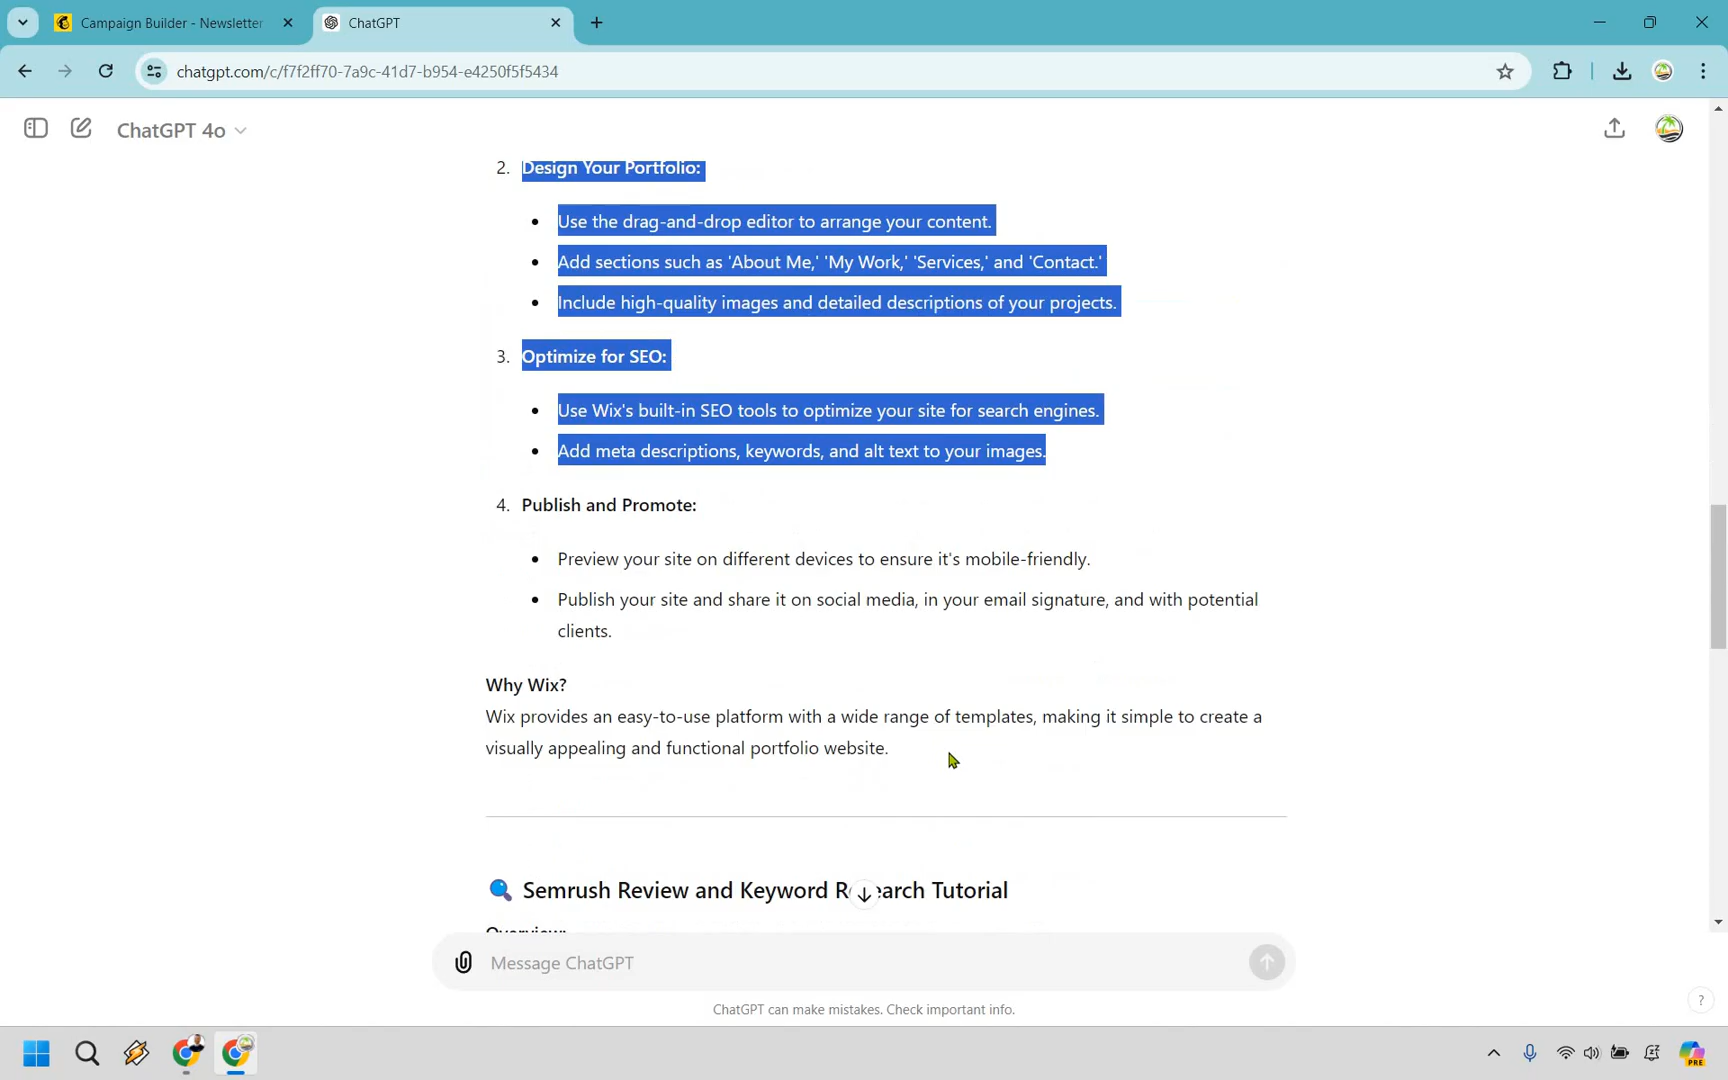 Campaign Builder - Newsletter
ChatGPT
chatgpt.com/c/f7f2ff70-7a9c-41d7-b954-e4250f5f5434
ChatGPT 4o
2. Design Your Portfolio:
• Use the drag-and-drop editor to arrange your content.
• Add sections such as 'About Me,' 'My Work,' 'Services,' and 'Contact.'
• Include high-quality images and detailed descriptions of your projects.
3. Optimize for SEO:
• Use Wix's built-in SEO tools to optimize your site for search engines.
• Add meta descriptions, keywords, and alt text to your images.
4. Publish and Promote:
• Preview your site on different devices to ensure it's mobile-friendly.
• Publish your site and share it on social media, in your email signature, and with potential
clients.
Why Wix?
Wix provides an easy-to-use platform with a wide range of templates, making it simple to create a
visually appealing and functional portfolio website.
Semrush Review and Keyword Research Tutorial
Overview:
Message ChatGPT
ChatGPT can make mistakes. Check important info.
?
PRE